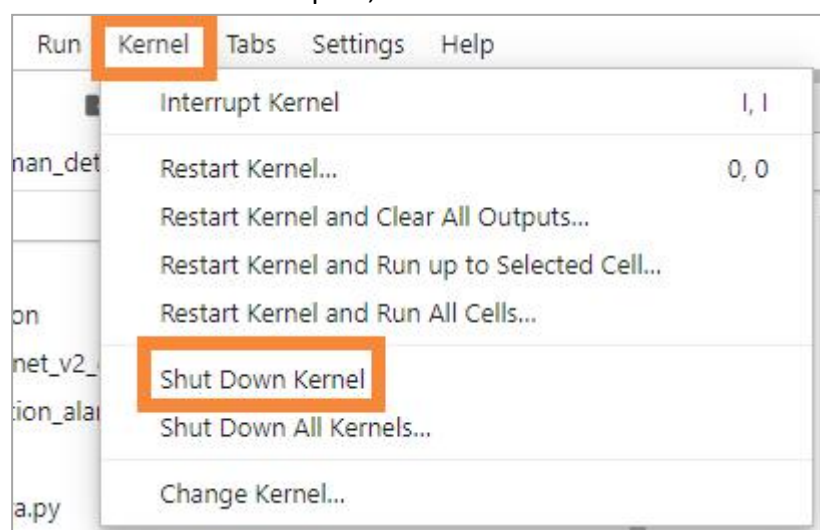 Run Kernel Tabs Settings Help
Interrupt Kernel I, I
man_det
Restart Kernel... 0, 0
Restart Kernel and Clear All Outputs...
Restart Kernel and Run up to Selected Cell...
on Restart Kernel and Run All Cells...
net_v2_
Shut Down Kernel
tion_alar
Shut Down All Kernels...
Change Kernel...
a.py